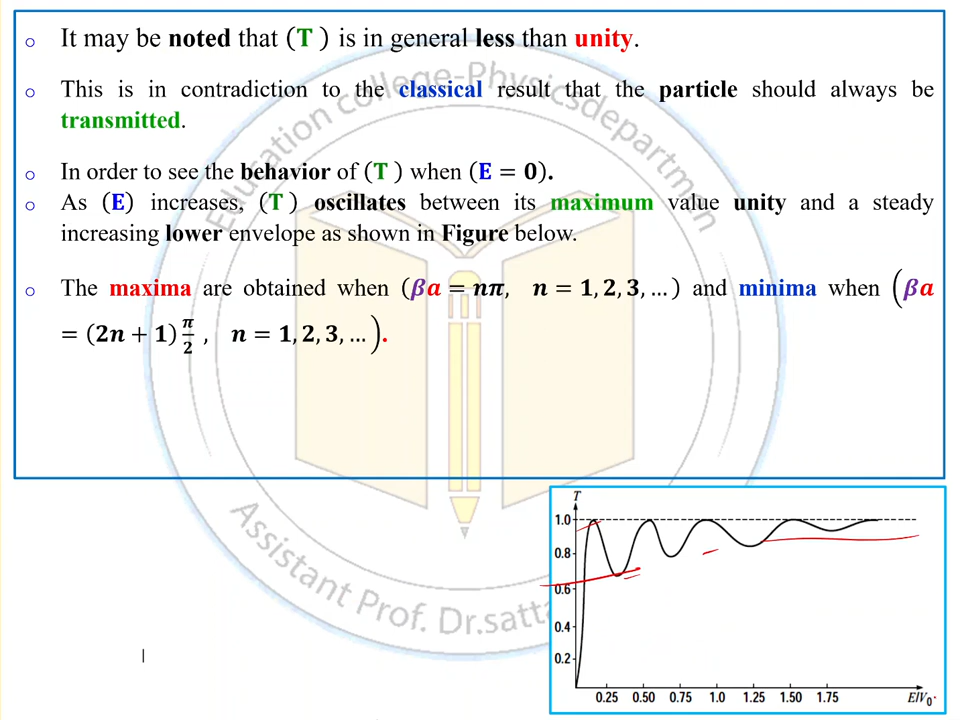 ○ It may be noted that (T ) is in general less than unity.
○ This is in contradiction to the classical result that the particle should always be
transmitted.
○ In order to see the behavior of (T ) when (E = 0).
○ As (E) increases, (T ) oscillates between its maximum value unity and a steady
increasing lower envelope as shown in Figure below.
○ The maxima are obtained when (βa = nπ, n = 1, 2, 3, … ) and minima when (βa
= (2n + 1) π/2 , n = 1, 2, 3, … ).
Education college-Physicsdepartment
Assistant Prof. Dr.satta
T
1.0
0.8
0.6
0.4
0.2
0.25 0.50 0.75 1.0 1.25 1.50 1.75 E/V₀